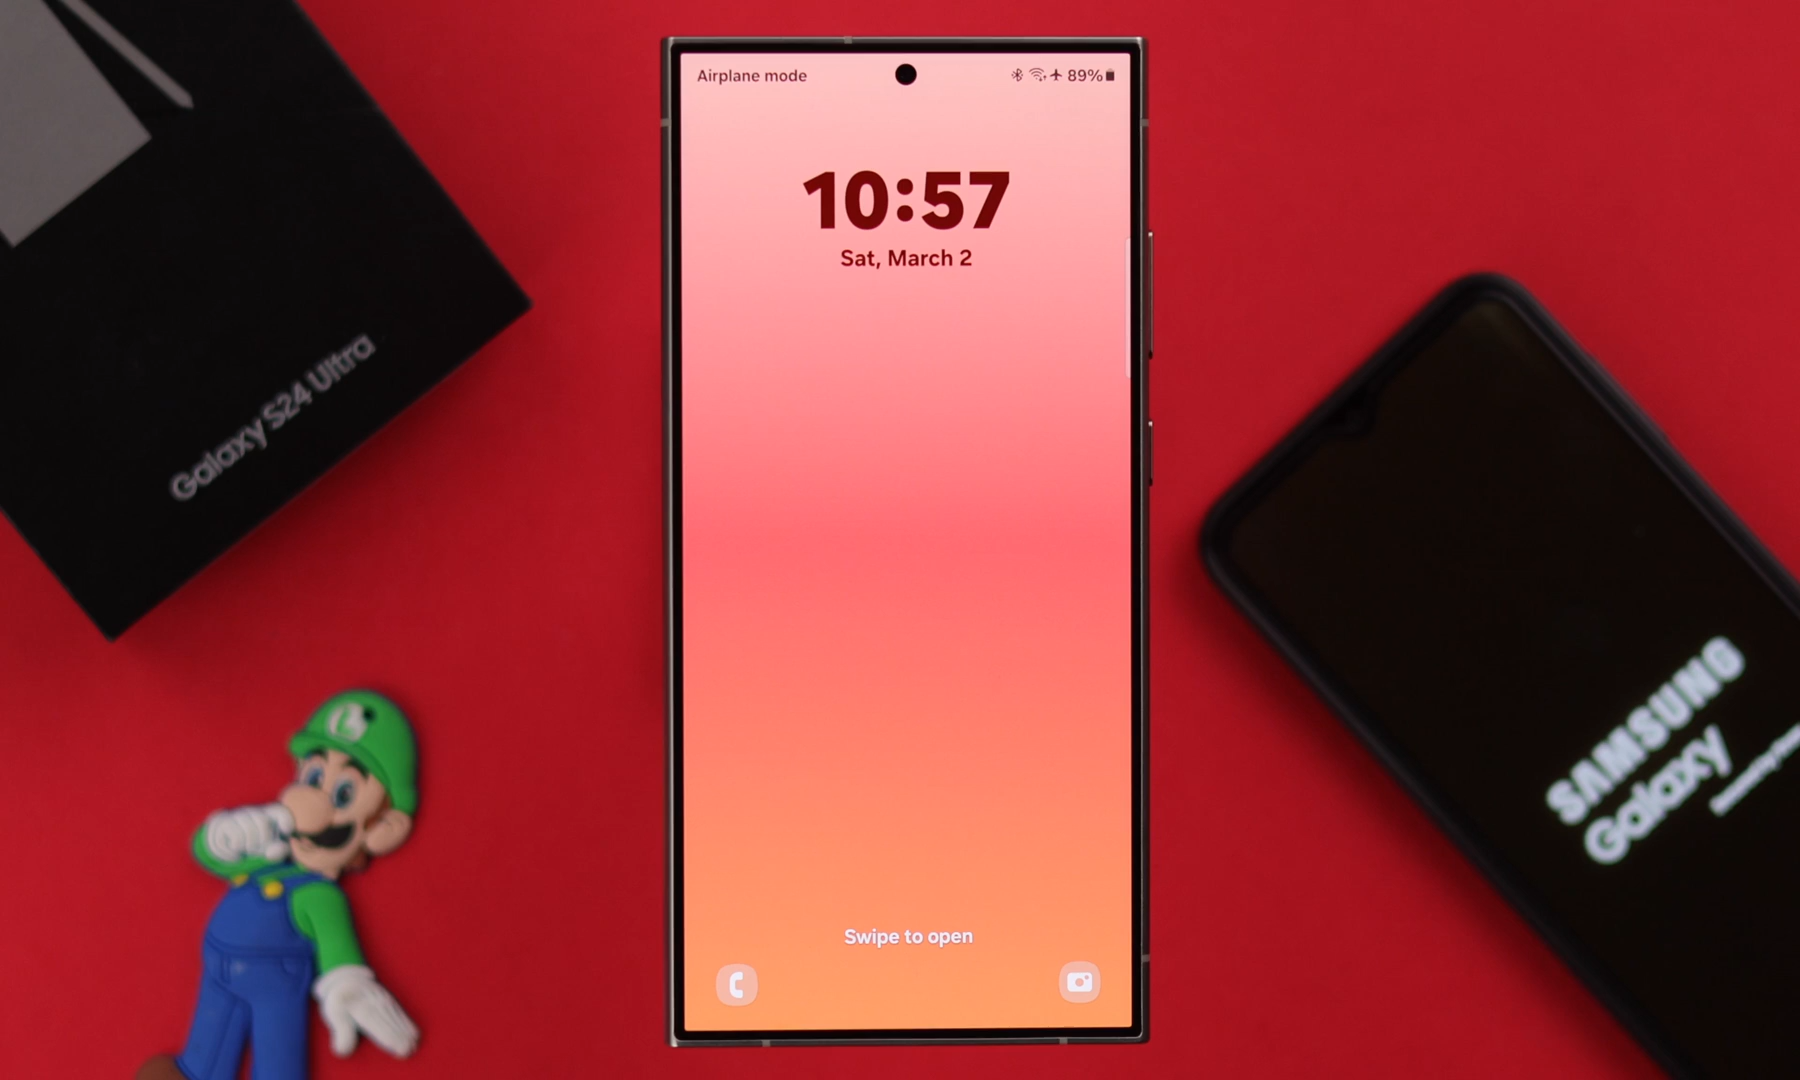 Airplane mode
89%
10:57
Sat, March 2
Swipe to open
Galaxy S24 Ultra
L
SAMSUNG
Galaxy